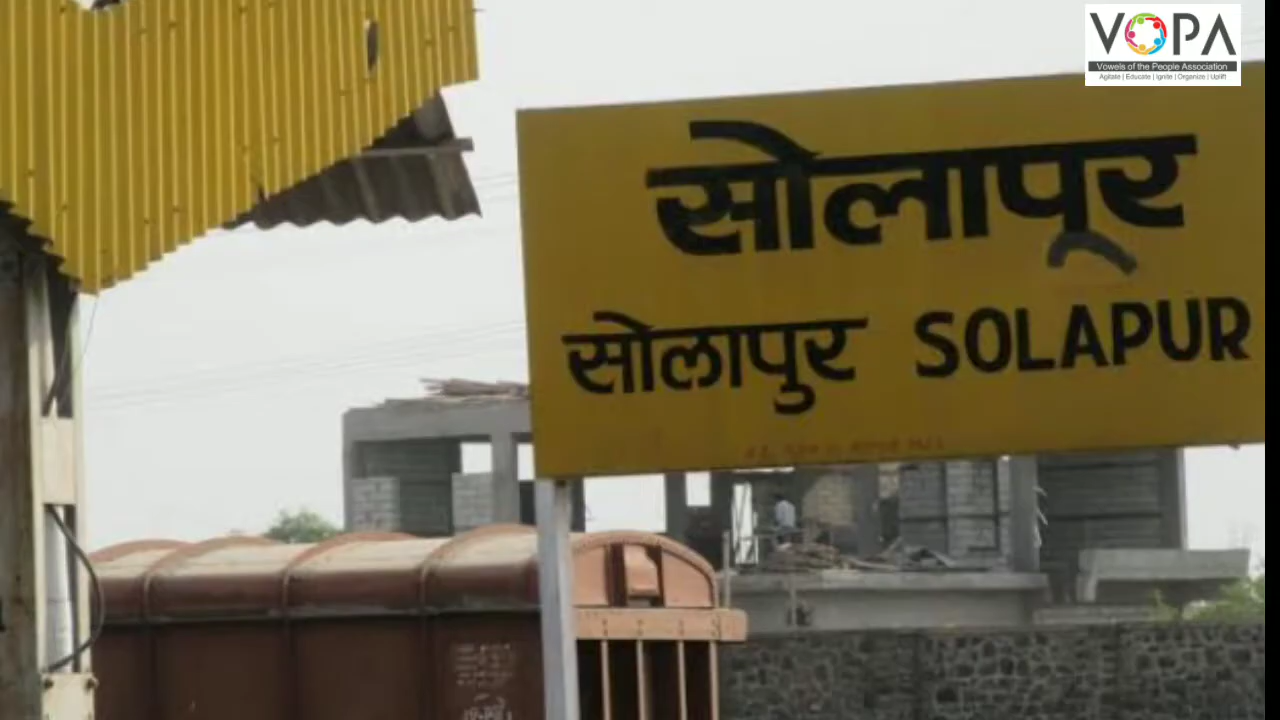 VOPA
Vowels of the People Association
Agitate | Educate | Ignite | Organize | Uplift
सोलापूर
सोलापुर SOLAPUR